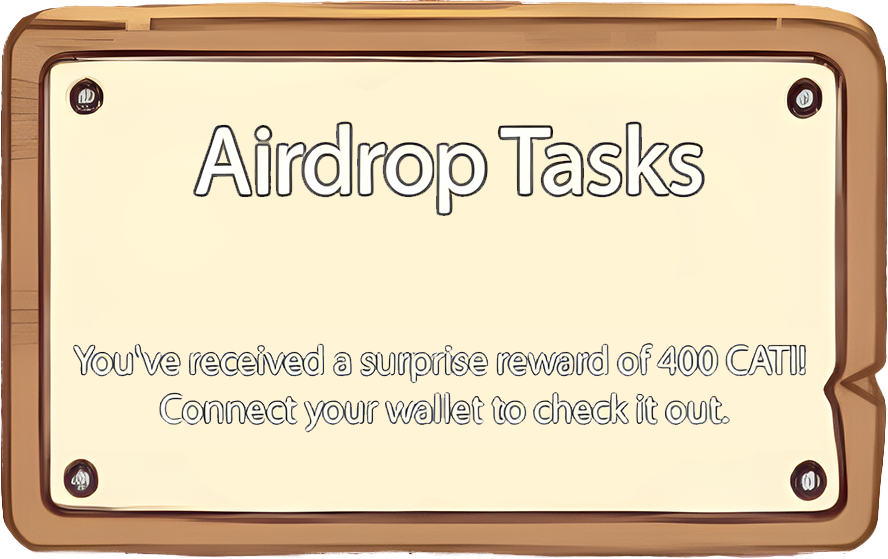 Airdrop Tasks
You've received a surprise reward of 400 CATI!
Connect your wallet to check it out.